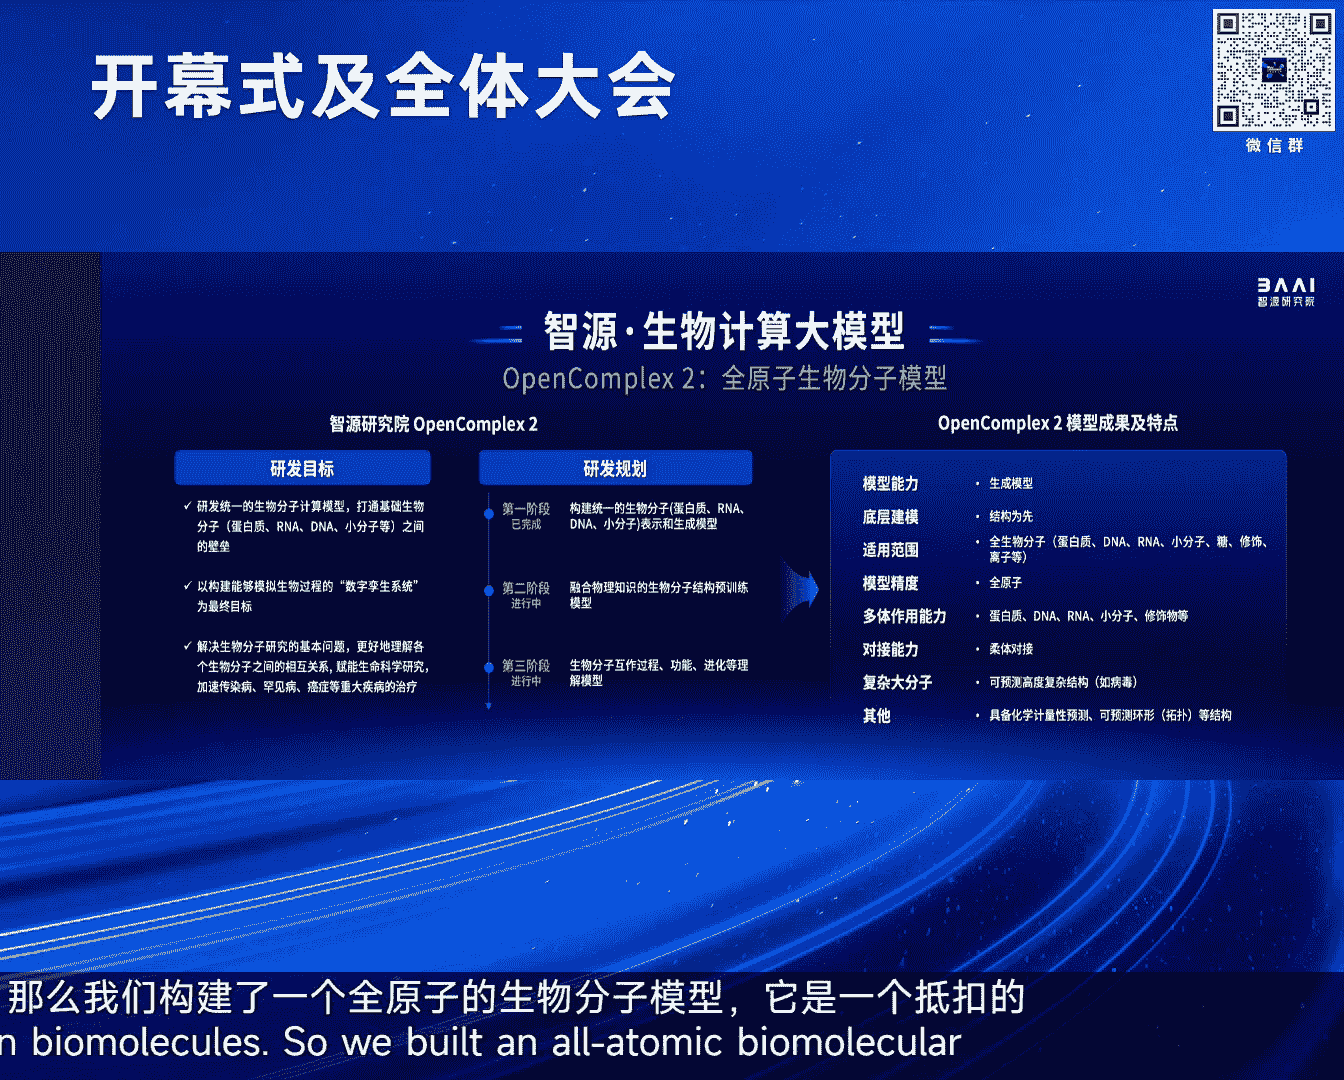 开幕式及全体大会
微信群
BAAI
智源研究院
智源·生物计算大模型
OpenComplex 2：全原子生物分子模型
智源研究院 OpenComplex 2
研发目标
✓ 研发统一的生物分子计算模型，打通基础生物
分子（蛋白质、RNA、DNA、小分子等）之间
的壁垒
✓ 以构建能够模拟生物过程的“数字孪生系统”
为最终目标
✓ 解决生物分子研究的基本问题，更好地理解各
个生物分子之间的相互关系, 赋能生命科学研究，
加速传染病、罕见病、癌症等重大疾病的治疗
研发规划
第一阶段
已完成
构建统一的生物分子(蛋白质、RNA、
DNA、小分子)表示和生成模型
第二阶段
进行中
融合物理知识的生物分子结构预训练
模型
第三阶段
进行中
生物分子互作过程、功能、进化等理
解模型
OpenComplex 2 模型成果及特点
模型能力 • 生成模型
底层建模 • 结构为先
适用范围 • 全生物分子（蛋白质、DNA、RNA、小分子、糖、修饰、
离子等）
模型精度 • 全原子
多体作用能力 • 蛋白质、DNA、RNA、小分子、修饰物等
对接能力 • 柔体对接
复杂大分子 • 可预测高度复杂结构（如病毒）
其他 • 具备化学计量性预测、可预测环形（拓扑）等结构
那么我们构建了一个全原子的生物分子模型，它是一个抵扣的
n biomolecules. So we built an all-atomic biomolecular